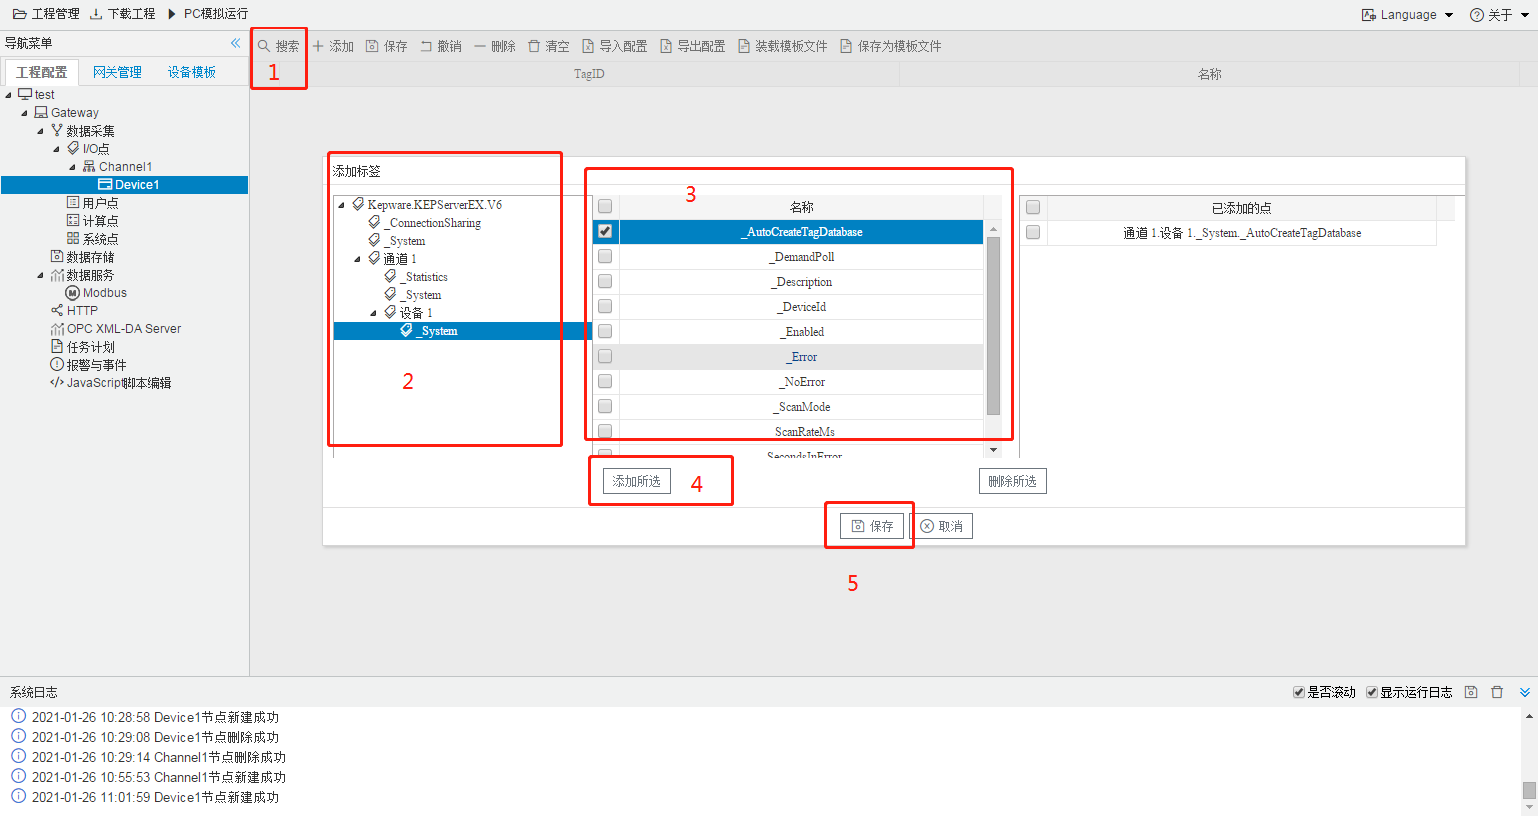 工程管理 下载工程 PC模拟运行 Language 关于
导航菜单
搜索 添加 保存 撤销 删除 清空 导入配置 导出配置 装载模板文件 保存为模板文件
1
工程配置 网关管理 设备模板
TagID 名称
test
Gateway
数据采集
I/O点
Channel1
Device1
用户点
计算点
系统点
数据存储
数据服务
Modbus
HTTP
OPC XML-DA Server
任务计划
报警与事件
JavaScript脚本编辑
添加标签
Kepware.KEPServerEX.V6
_ConnectionSharing
_System
通道 1
_Statistics
_System
设备 1
_System
2
3
名称
_AutoCreateTagDatabase
_DemandPoll
_Description
_DeviceId
_Enabled
_Error
_NoError
_ScanMode
ScanRateMs
SecondsInError
已添加的点
通道 1.设备 1._System._AutoCreateTagDatabase
添加所选 4 删除所选
保存 取消
5
系统日志 是否滚动 显示运行日志
2021-01-26 10:28:58 Device1节点新建成功
2021-01-26 10:29:08 Device1节点删除成功
2021-01-26 10:29:14 Channel1节点删除成功
2021-01-26 10:55:53 Channel1节点新建成功
2021-01-26 11:01:59 Device1节点新建成功